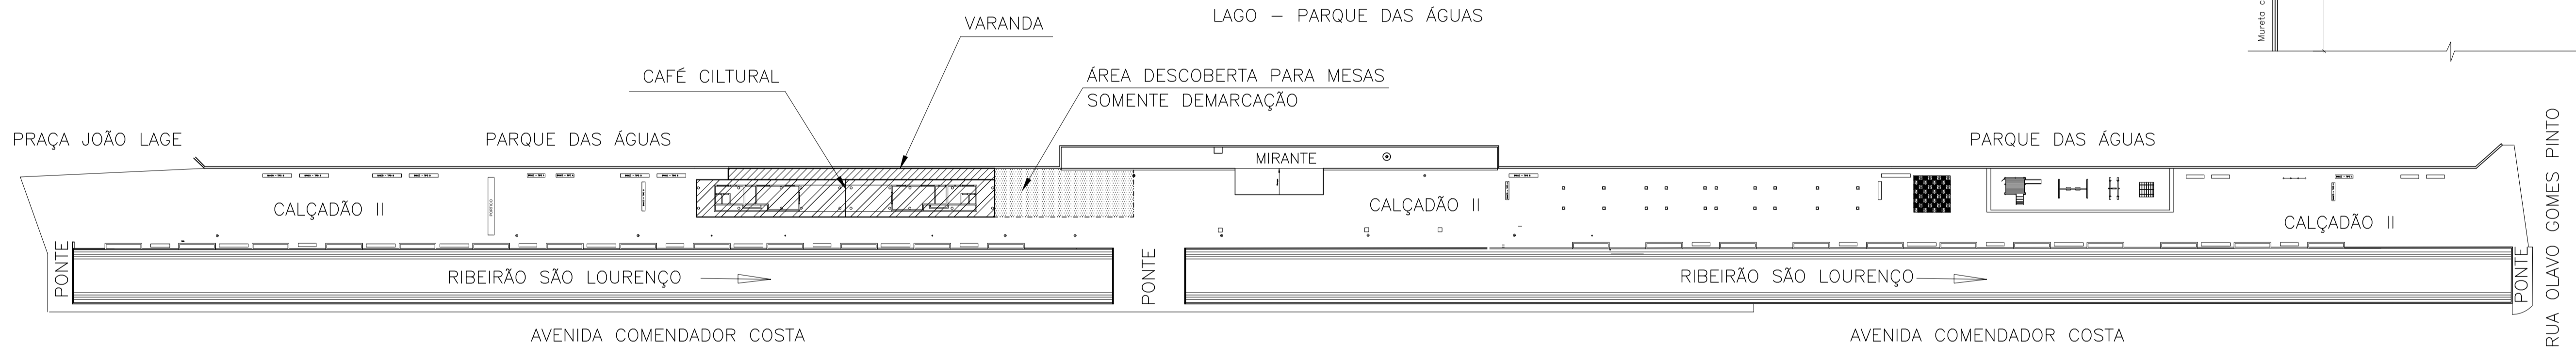 LAGO - PARQUE DAS ÁGUAS
Mureta c
VARANDA
CAFÉ CILTURAL
ÁREA DESCOBERTA PARA MESAS
SOMENTE DEMARCAÇÃO
PRAÇA JOÃO LAGE
PARQUE DAS ÁGUAS
PARQUE DAS ÁGUAS
MIRANTE
CALÇADÃO II
PÓRTICO
CALÇADÃO II
CALÇADÃO II
PONTE
RIBEIRÃO SÃO LOURENÇO
PONTE
RIBEIRÃO SÃO LOURENÇO
PONTE
RUA OLAVO GOMES PINTO
AVENIDA COMENDADOR COSTA
AVENIDA COMENDADOR COSTA